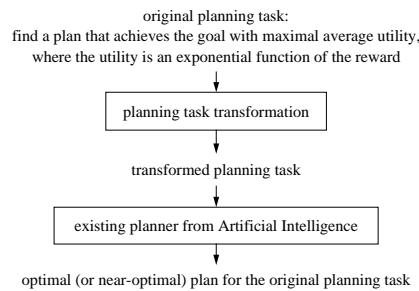 original planning task:
find a plan that achieves the goal with maximal average utility,
where the utility is an exponential function of the reward
planning task transformation
transformed planning task
existing planner from Artificial Intelligence
optimal (or near-optimal) plan for the original planning task